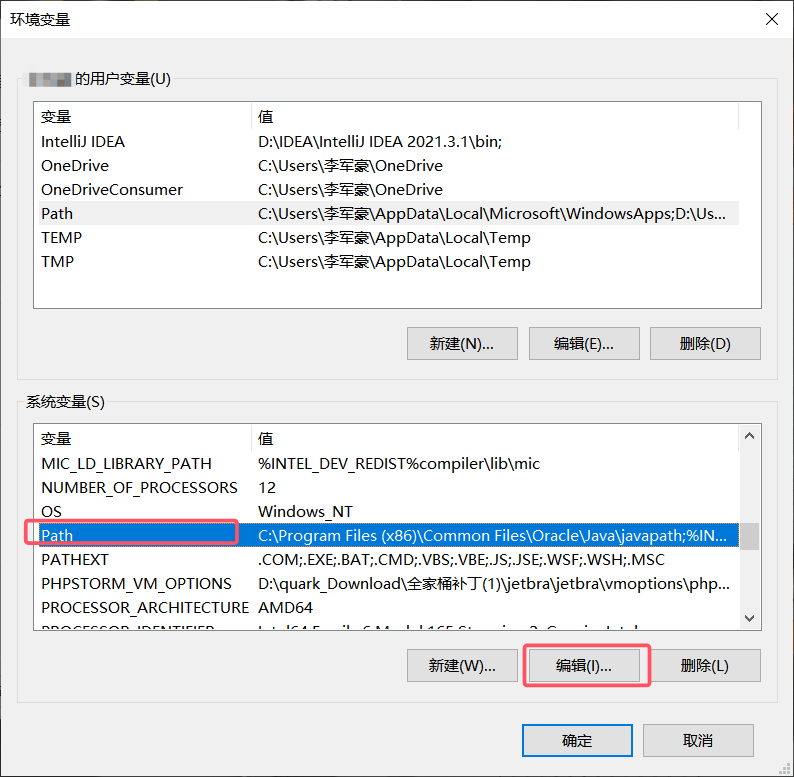 环境变量
的用户变量(U)
变量 值
IntelliJ IDEA D:\IDEA\IntelliJ IDEA 2021.3.1\bin;
OneDrive C:\Users\李军豪\OneDrive
OneDriveConsumer C:\Users\李军豪\OneDrive
Path C:\Users\李军豪\AppData\Local\Microsoft\WindowsApps;D:\Us...
TEMP C:\Users\李军豪\AppData\Local\Temp
TMP C:\Users\李军豪\AppData\Local\Temp
新建(N)... 编辑(E)... 删除(D)
系统变量(S)
变量 值
MIC_LD_LIBRARY_PATH %INTEL_DEV_REDIST%compiler\lib\mic
NUMBER_OF_PROCESSORS 12
OS Windows_NT
Path C:\Program Files (x86)\Common Files\Oracle\Java\javapath;%IN...
PATHEXT .COM;.EXE;.BAT;.CMD;.VBS;.VBE;.JS;.JSE;.WSF;.WSH;.MSC
PHPSTORM_VM_OPTIONS D:\quark_Download\全家桶补丁(1)\jetbra\jetbra\vmoptions\php...
PROCESSOR_ARCHITECTURE AMD64
新建(W)... 编辑(I)... 删除(L)
确定 取消